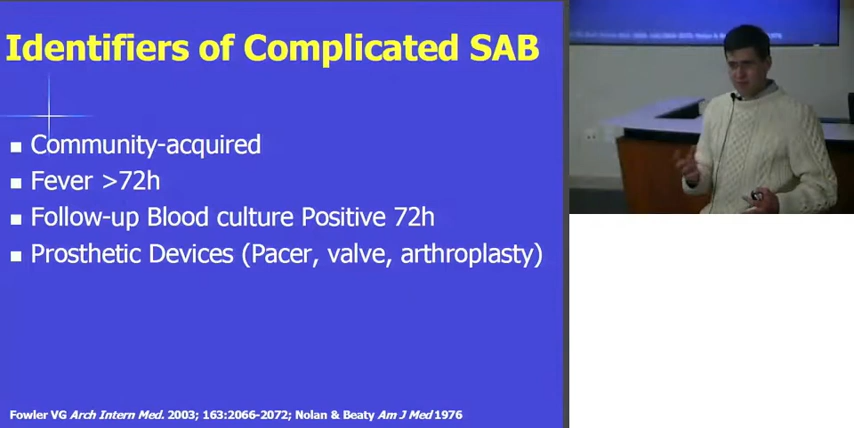 Identifiers of Complicated SAB
Community-acquired
Fever >72h
Follow-up Blood culture Positive 72h
Prosthetic Devices (Pacer, valve, arthroplasty)
Fowler VG Arch Intern Med. 2003; 163:2066-2072; Nolan & Beaty Am J Med 1976